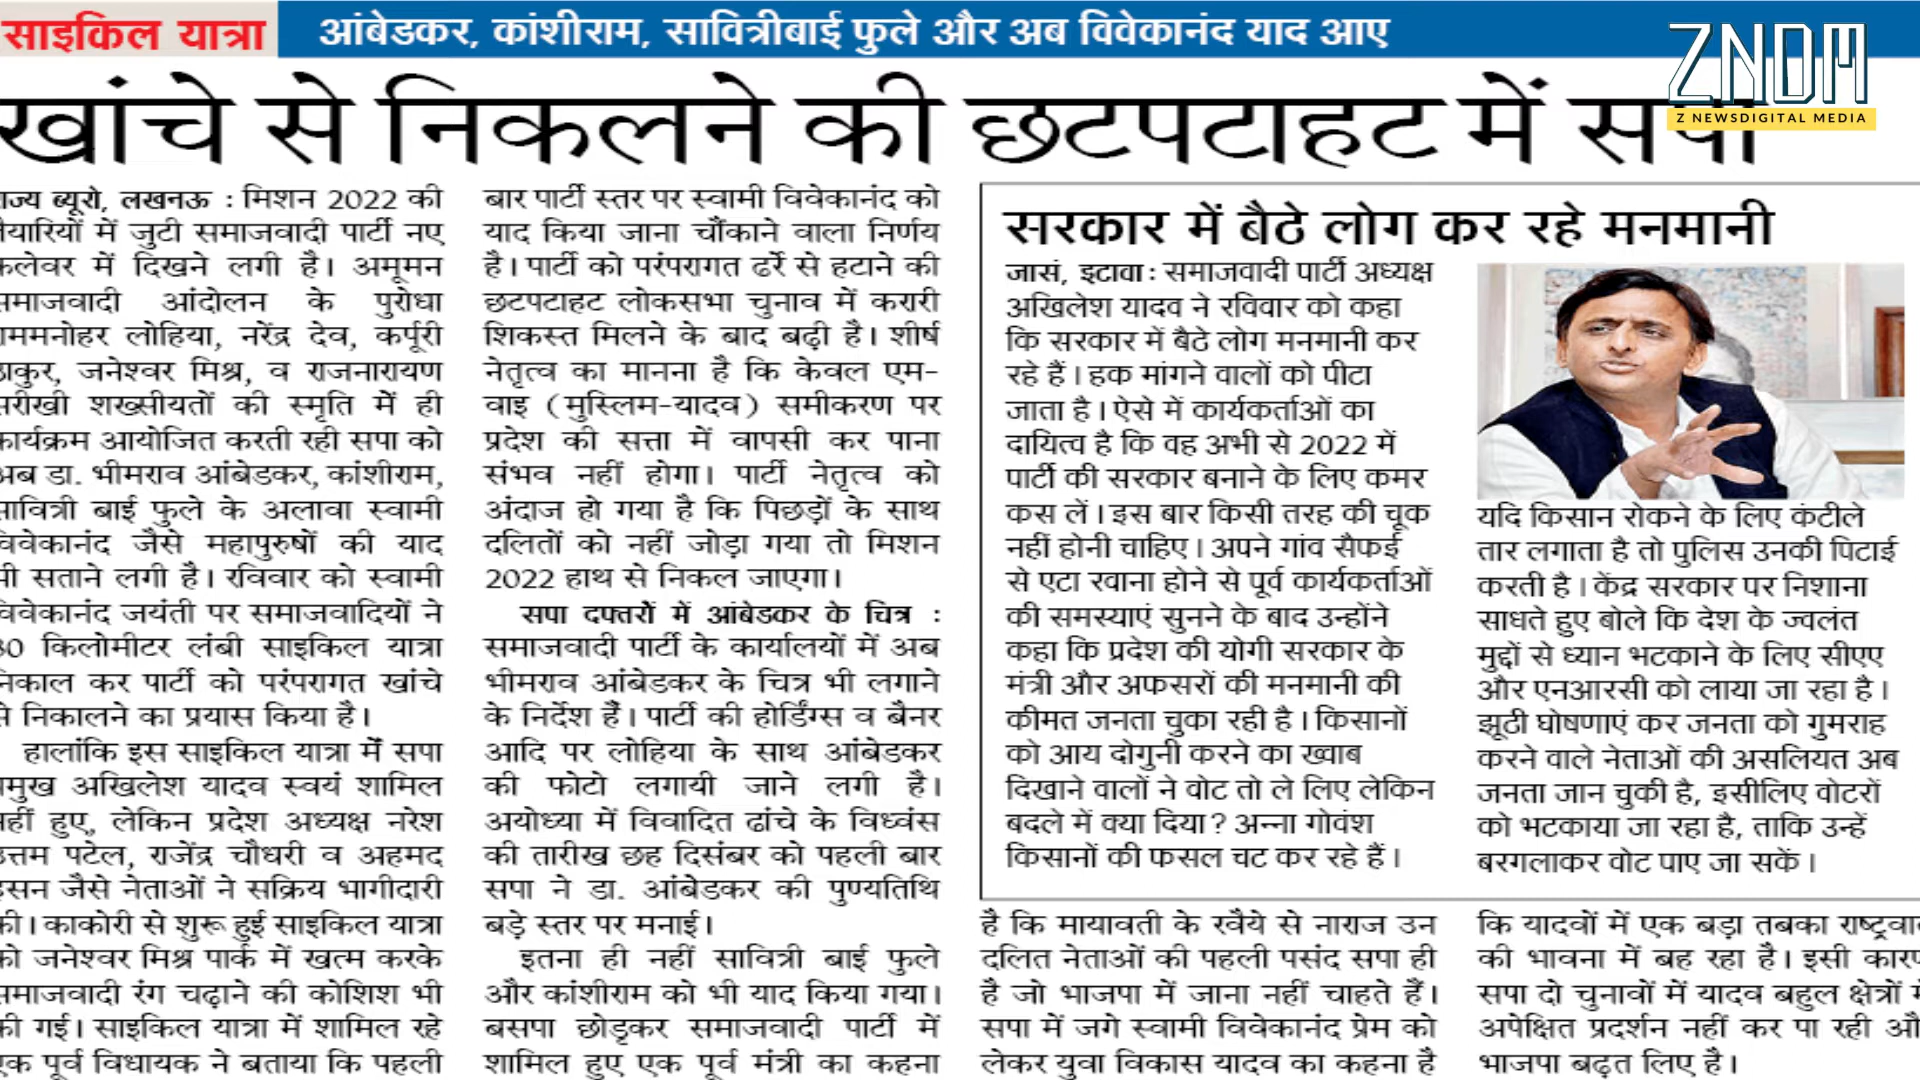 साइकिल यात्रा
आंबेडकर, कांशीराम, सावित्रीबाई फुले और अब विवेकानंद याद आए
ZNDM
Z NEWSDIGITAL MEDIA
खांचे से निकलने की छटपटाहट में सपा
ब्यूरो, लखनऊ : मिशन 2022 की
में जुटी समाजवादी पार्टी नए
में दिखने लगी है। अमूमन
आंदोलन के पुरोधा
लोहिया, नरेंद्र देव, कर्पूरी
जनेश्वर मिश्र, व राजनारायण
शख्सीयतों की स्मृति में ही
कार्यक्रम आयोजित करती रही सपा को
अब डा. भीमराव आंबेडकर, कांशीराम,
बाई फुले के अलावा स्वामी
जैसे महापुरुषों की याद
सताने लगी है। रविवार को स्वामी
जयंती पर समाजवादियों ने
किलोमीटर लंबी साइकिल यात्रा
कर पार्टी को परंपरागत खांचे
निकालने का प्रयास किया है।
हालांकि इस साइकिल यात्रा में सपा
अखिलेश यादव स्वयं शामिल
हुए, लेकिन प्रदेश अध्यक्ष नरेश
पटेल, राजेंद्र चौधरी व अहमद
जैसे नेताओं ने सक्रिय भागीदारी
की। काकोरी से शुरू हुई साइकिल यात्रा
को जनेश्वर मिश्र पार्क में खत्म करके
रंग चढ़ाने की कोशिश भी
की गई। साइकिल यात्रा में शामिल रहे
एक पूर्व विधायक ने बताया कि पहली
बार पार्टी स्तर पर स्वामी विवेकानंद को
याद किया जाना चौंकाने वाला निर्णय
है। पार्टी को परंपरागत ढर्रे से हटाने की
छटपटाहट लोकसभा चुनाव में करारी
शिकस्त मिलने के बाद बढ़ी है। शीर्ष
नेतृत्व का मानना है कि केवल एम-
वाइ (मुस्लिम-यादव) समीकरण पर
प्रदेश की सत्ता में वापसी कर पाना
संभव नहीं होगा। पार्टी नेतृत्व को
अंदाज हो गया है कि पिछड़ों के साथ
दलितों को नहीं जोड़ा गया तो मिशन
2022 हाथ से निकल जाएगा।
सपा दफ्तरों में आंबेडकर के चित्र :
समाजवादी पार्टी के कार्यालयों में अब
भीमराव आंबेडकर के चित्र भी लगाने
के निर्देश हैं। पार्टी की होर्डिंग्स व बैनर
आदि पर लोहिया के साथ आंबेडकर
की फोटो लगायी जाने लगी है।
अयोध्या में विवादित ढांचे के विध्वंस
की तारीख छह दिसंबर को पहली बार
सपा ने डा. आंबेडकर की पुण्यतिथि
बड़े स्तर पर मनाई।
इतना ही नहीं सावित्री बाई फुले
और कांशीराम को भी याद किया गया।
बसपा छोड़कर समाजवादी पार्टी में
शामिल हुए एक पूर्व मंत्री का कहना
सरकार में बैठे लोग कर रहे मनमानी
जासं, इटावा : समाजवादी पार्टी अध्यक्ष
अखिलेश यादव ने रविवार को कहा
कि सरकार में बैठे लोग मनमानी कर
रहे हैं। हक मांगने वालों को पीटा
जाता है। ऐसे में कार्यकर्ताओं का
दायित्व है कि वह अभी से 2022 में
पार्टी की सरकार बनाने के लिए कमर
कस लें। इस बार किसी तरह की चूक
नहीं होनी चाहिए। अपने गांव सैफई
से एटा रवाना होने से पूर्व कार्यकर्ताओं
की समस्याएं सुनने के बाद उन्होंने
कहा कि प्रदेश की योगी सरकार के
मंत्री और अफसरों की मनमानी की
कीमत जनता चुका रही है। किसानों
को आय दोगुनी करने का ख्वाब
दिखाने वालों ने वोट तो ले लिए लेकिन
बदले में क्या दिया? अन्ना गोवंश
किसानों की फसल चट कर रहे हैं।
यदि किसान रोकने के लिए कंटीले
तार लगाता है तो पुलिस उनकी पिटाई
करती है। केंद्र सरकार पर निशाना
साधते हुए बोले कि देश के ज्वलंत
मुद्दों से ध्यान भटकाने के लिए सीएए
और एनआरसी को लाया जा रहा है।
झूठी घोषणाएं कर जनता को गुमराह
करने वाले नेताओं की असलियत अब
जनता जान चुकी है, इसीलिए वोटरों
को भटकाया जा रहा है, ताकि उन्हें
बरगलाकर वोट पाए जा सकें।
है कि मायावती के रवैये से नाराज उन
दलित नेताओं की पहली पसंद सपा ही
है जो भाजपा में जाना नहीं चाहते हैं।
सपा में जगे स्वामी विवेकानंद प्रेम को
लेकर युवा विकास यादव का कहना है
कि यादवों में एक बड़ा तबका
की भावना में बह रहा है। इसी
सपा दो चुनावों में यादव बहुल क्षेत्रों में
अपेक्षित प्रदर्शन नहीं कर पा रही
भाजपा बढ़त लिए है।